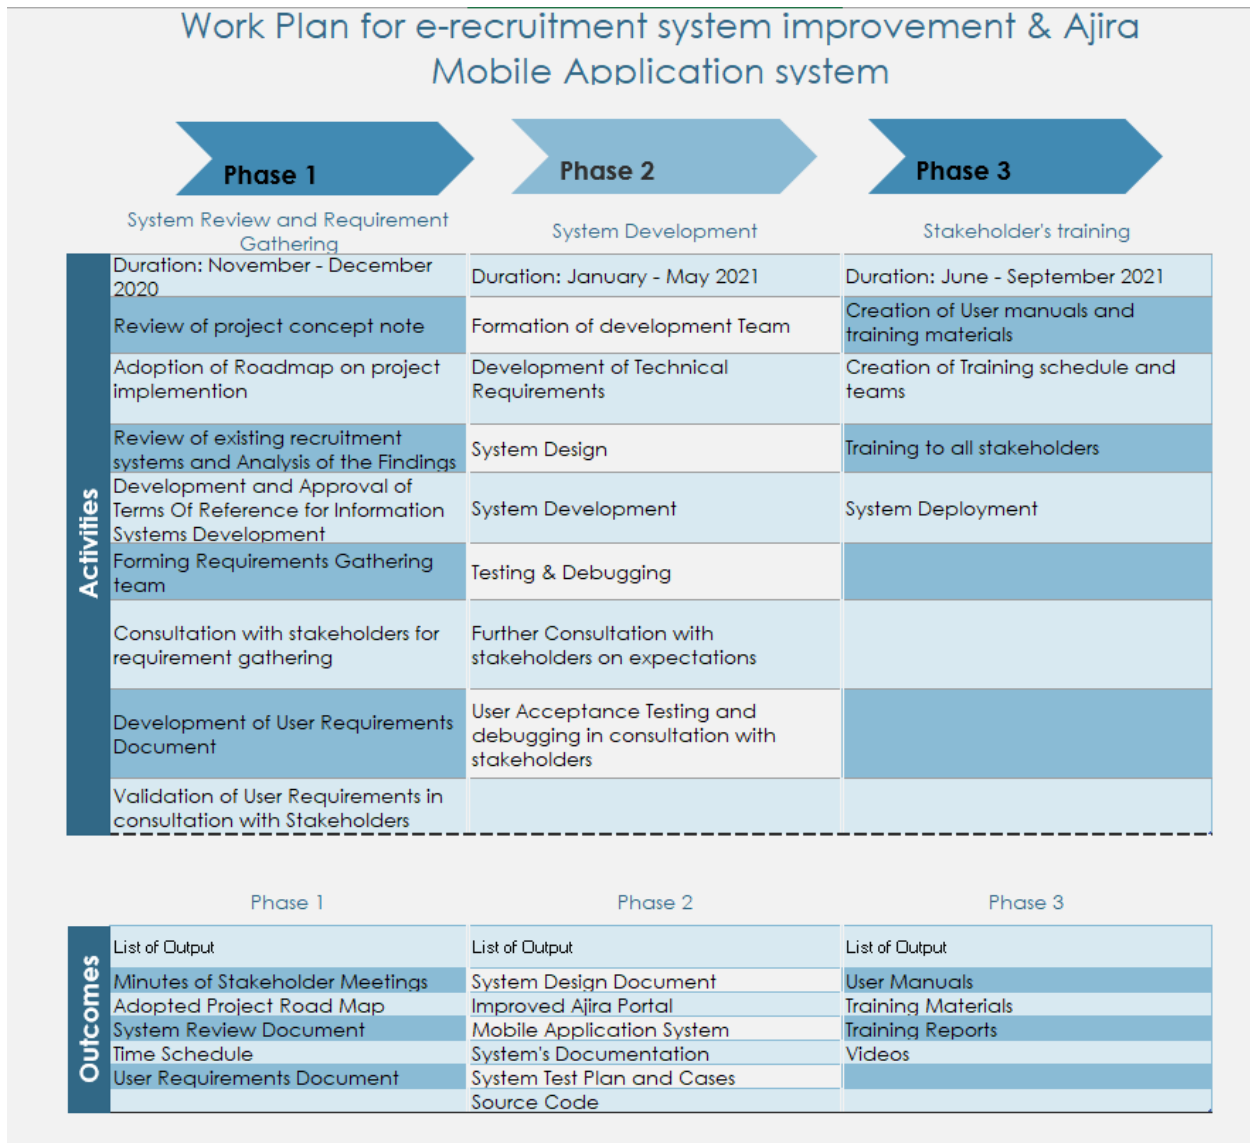 Work Plan for e-recruitment system improvement & Ajira
Mobile Application system
Phase 1
Phase 2
Phase 3
System Review and Requirement
Gathering
System Development
Stakeholder's training
Activities
Duration: November - December
2020
Duration: January - May 2021
Duration: June - September 2021
Review of project concept note
Formation of development Team
Creation of User manuals and
training materials
Adoption of Roadmap on project
implemention
Development of Technical
Requirements
Creation of Training schedule and
teams
Review of existing recruitment
systems and Analysis of the Findings
System Design
Training to all stakeholders
Development and Approval of
Terms Of Reference for Information
Systems Development
System Development
System Deployment
Forming Requirements Gathering
team
Testing & Debugging
Consultation with stakeholders for
requirement gathering
Further Consultation with
stakeholders on expectations
Development of User Requirements
Document
User Acceptance Testing and
debugging in consultation with
stakeholders
Validation of User Requirements in
consultation with Stakeholders
Phase 1
Phase 2
Phase 3
Outcomes
List of Output
List of Output
List of Output
Minutes of Stakeholder Meetings
System Design Document
User Manuals
Adopted Project Road Map
Improved Ajira Portal
Training Materials
System Review Document
Mobile Application System
Training Reports
Time Schedule
System's Documentation
Videos
User Requirements Document
System Test Plan and Cases
Source Code